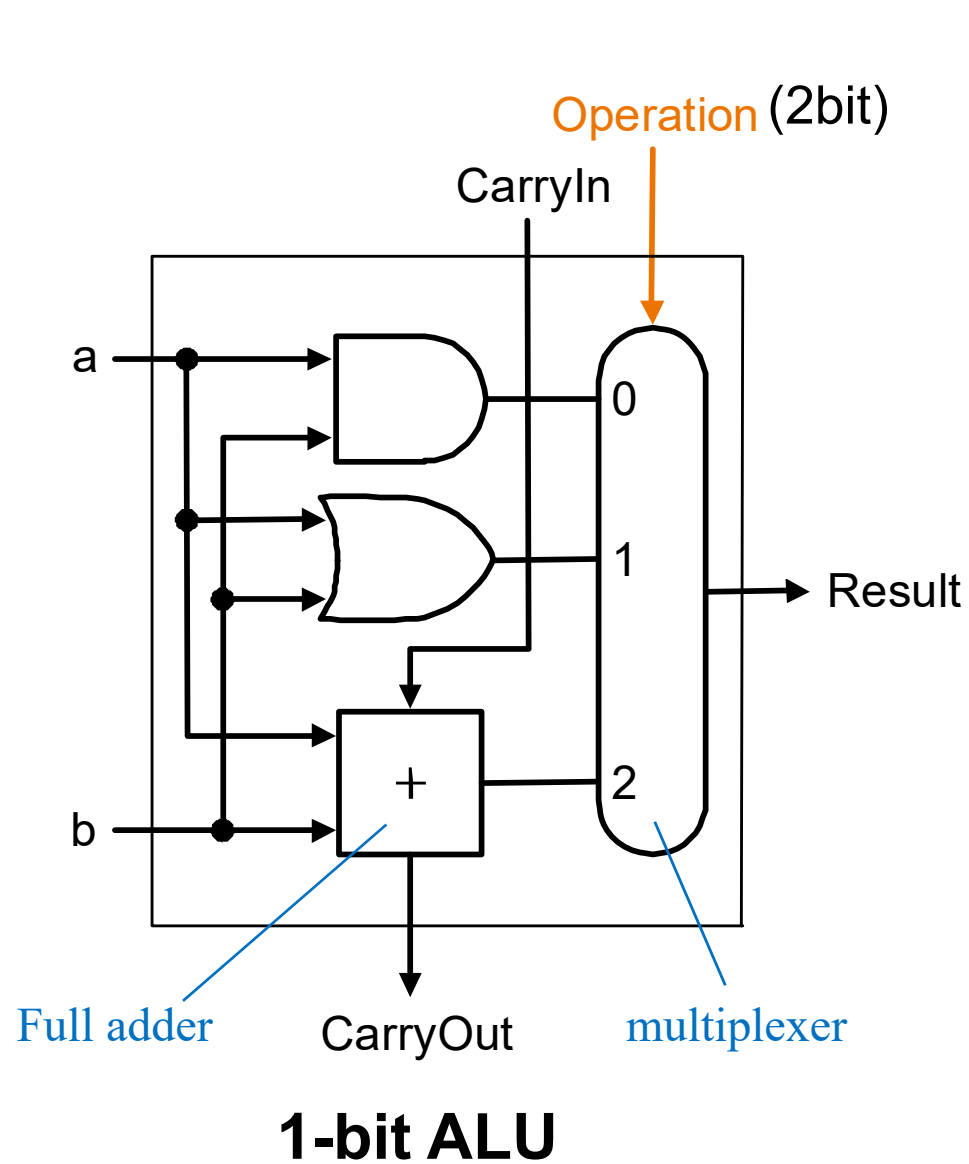 Operation (2bit)
CarryIn
a
0
1
Result
+
2
b
Full adder
CarryOut
multiplexer
1-bit ALU